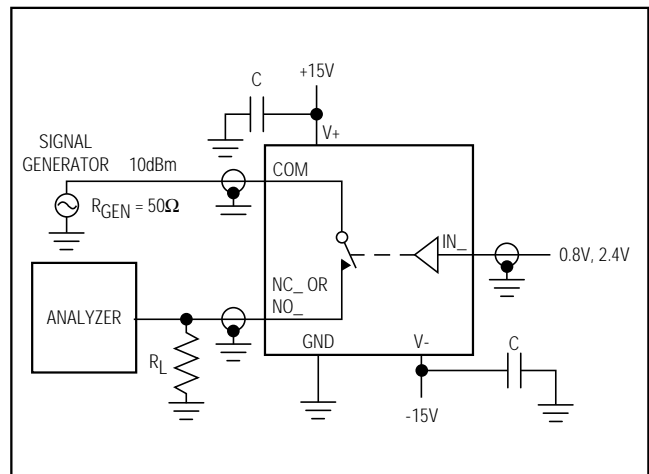 +15V
C
V+
SIGNAL
GENERATOR 10dBm
COM
RGEN = 50Ω
IN_
0.8V, 2.4V
NC_ OR
NO_
ANALYZER
GND
V-
C
RL
-15V